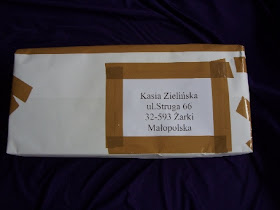 Kasia Zielińska
ul.Struga 66
32-593 Żarki
Małopolska